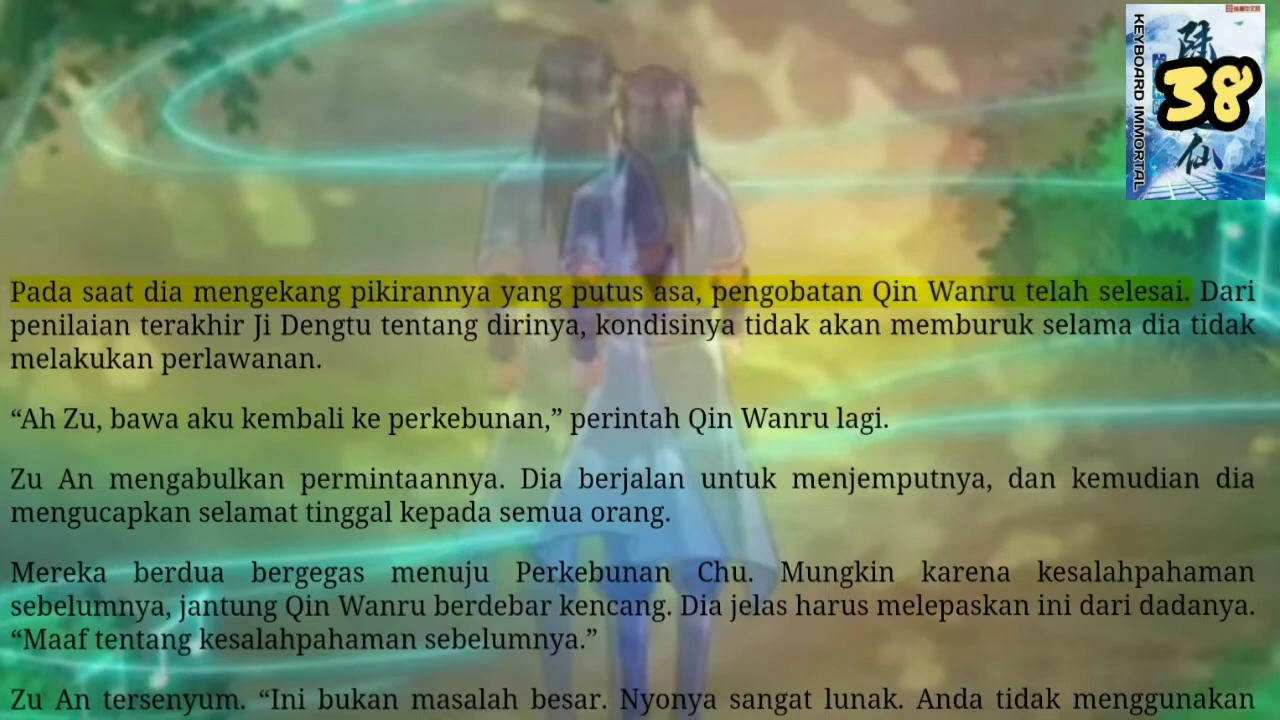 KEYBOARD IMMORTAL
38
仙
Pada saat dia mengekang pikirannya yang putus asa, pengobatan Qin Wanru telah selesai. Dari
penilaian terakhir Ji Dengtu tentang dirinya, kondisinya tidak akan memburuk selama dia tidak
melakukan perlawanan.
“Ah Zu, bawa aku kembali ke perkebunan,” perintah Qin Wanru lagi.
Zu An mengabulkan permintaannya. Dia berjalan untuk menjemputnya, dan kemudian dia
mengucapkan selamat tinggal kepada semua orang.
Mereka berdua bergegas menuju Perkebunan Chu. Mungkin karena kesalahpahaman
sebelumnya, jantung Qin Wanru berdebar kencang. Dia jelas harus melepaskan ini dari dadanya.
“Maaf tentang kesalahpahaman sebelumnya.”
Zu An tersenyum. “Ini bukan masalah besar. Nyonya sangat lunak. Anda tidak menggunakan